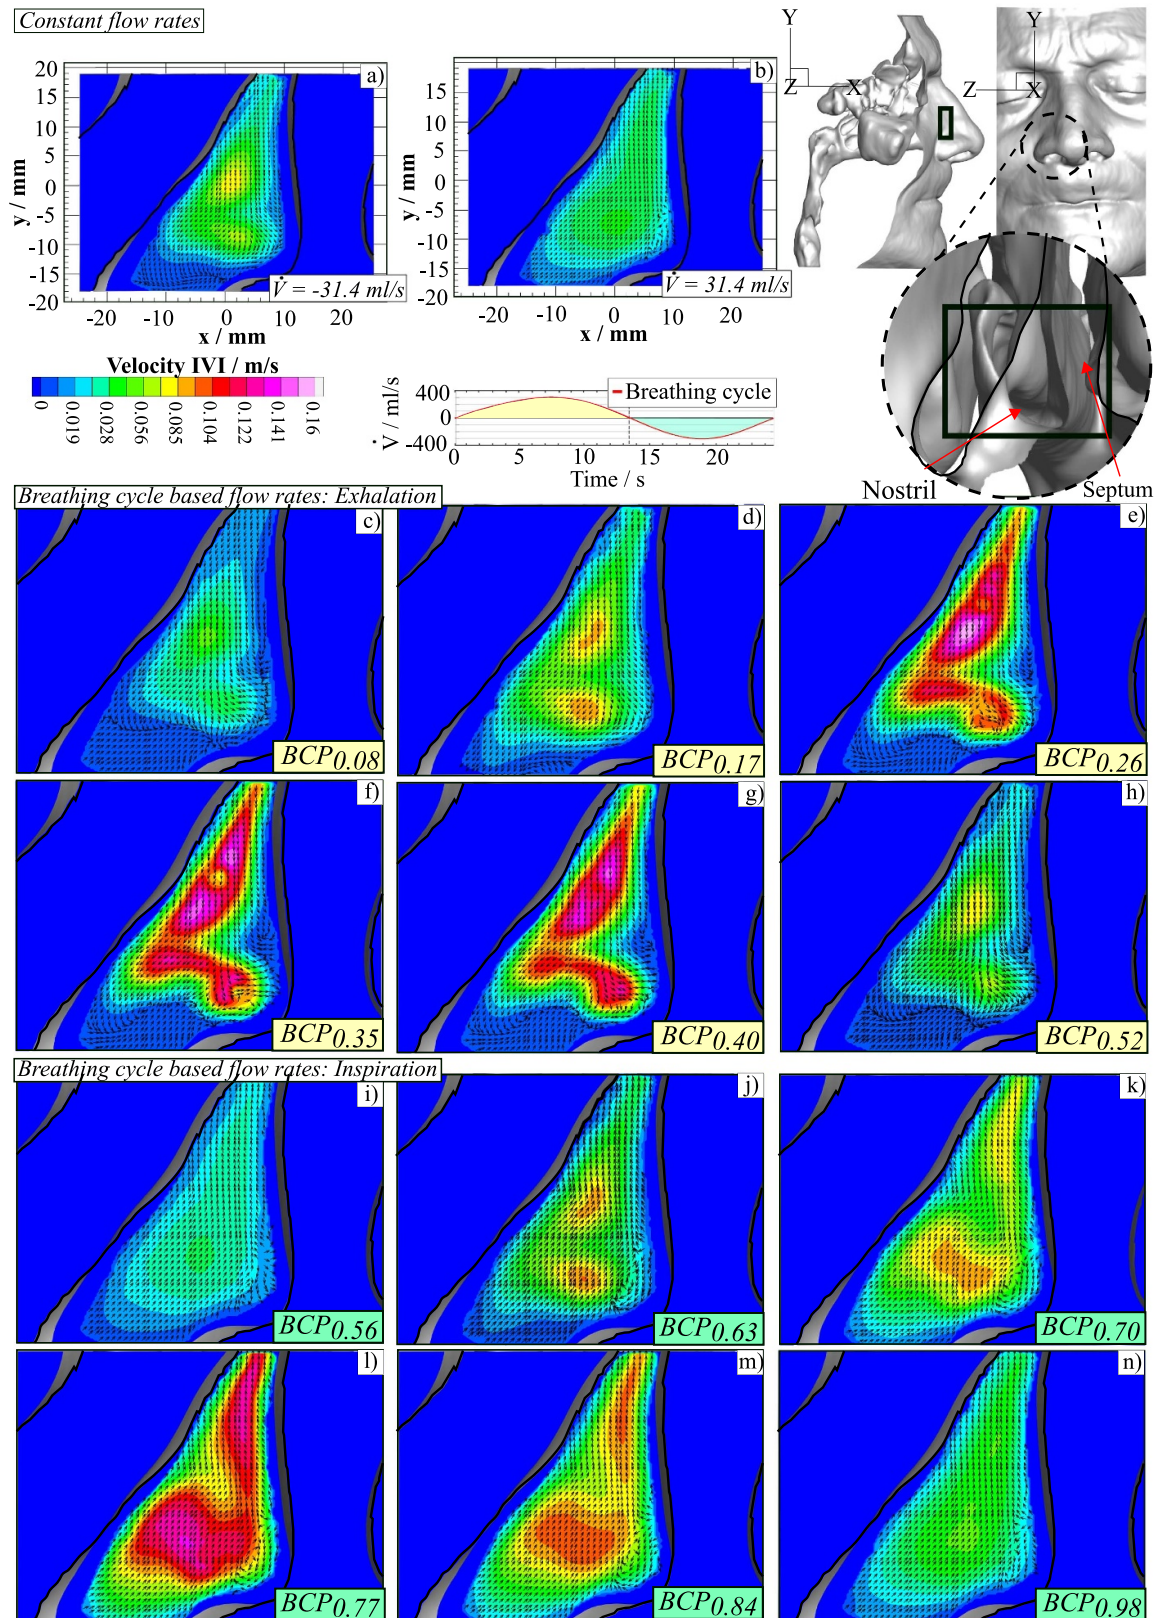 Constant flow rates
a)
20
15
10
5
0
-5
-10
-15
-20
y / mm
-20 -10 0 10 20
x / mm
V̇ = -31.4 ml/s
b)
20
15
10
5
0
-5
-10
-15
-20
y / mm
-20 -10 0 10 20
x / mm
V̇ = 31.4 ml/s
Y
Z X
Y
Z X
Nostril
Septum
Velocity IVI / m/s
0 0.019 0.028 0.056 0.085 0.104 0.122 0.141 0.16
Breathing cycle
400
0
-400
V̇ / ml/s
0 5 10 15 20
Time / s
Breathing cycle based flow rates: Exhalation
c)
BCP0.08
d)
BCP0.17
e)
BCP0.26
f)
BCP0.35
g)
BCP0.40
h)
BCP0.52
Breathing cycle based flow rates: Inspiration
i)
BCP0.56
j)
BCP0.63
k)
BCP0.70
l)
BCP0.77
m)
BCP0.84
n)
BCP0.98